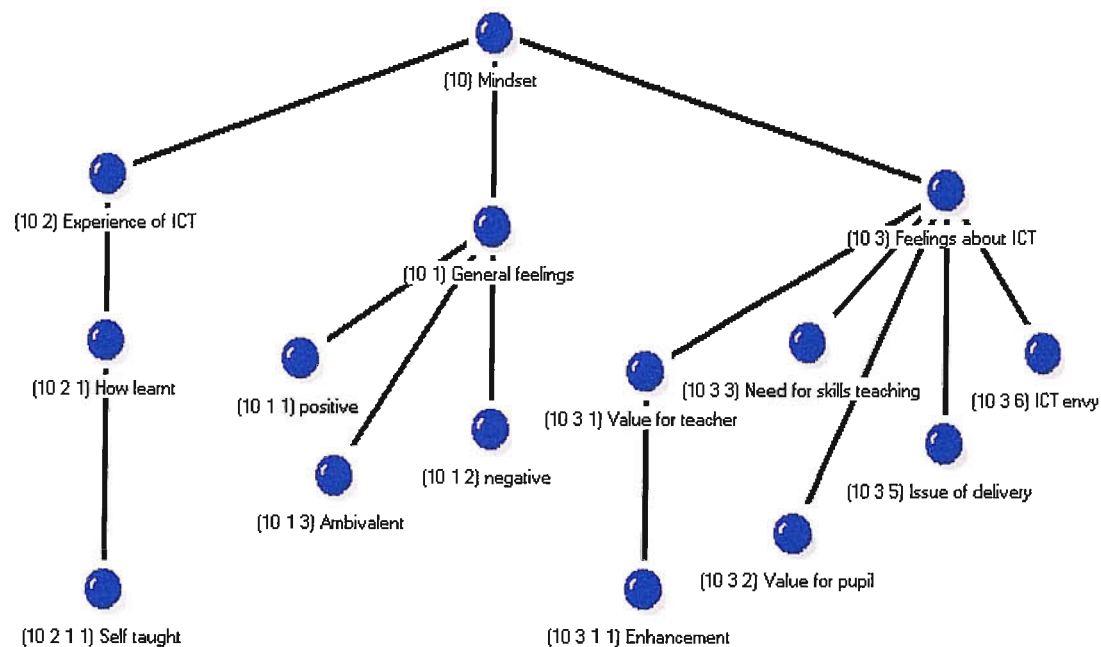 (10) Mindset
(10 2) Experience of ICT
(10 1) General feelings
(10 3) Feelings about ICT
(10 2 1) How learnt
(10 1 1) positive
(10 1 3) Ambivalent
(10 1 2) negative
(10 3 1) Value for teacher
(10 3 3) Need for skills teaching
(10 3 6) ICT envy
(10 3 5) Issue of delivery
(10 3 2) Value for pupil
(10 2 1 1) Self taught
(10 3 1 1) Enhancement